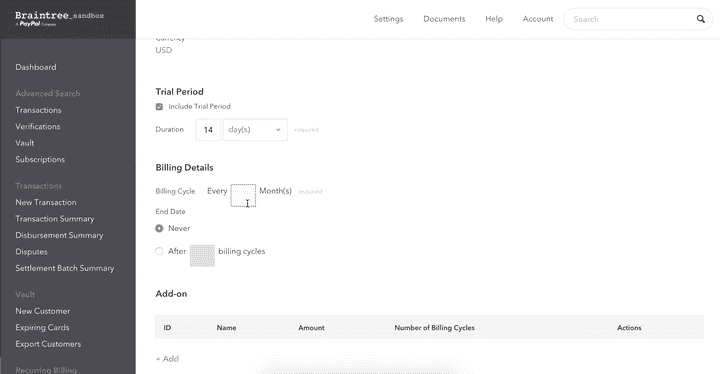 Braintree_sandbox
A PayPal Company
Settings
Documents
Help
Account
Search
Dashboard
Advanced Search
Transactions
Verifications
Vault
Subscriptions
Transactions
New Transaction
Transaction Summary
Disbursement Summary
Disputes
Settlement Batch Summary
Vault
New Customer
Expiring Cards
Export Customers
Recurring Billing
Currency
USD
Trial Period
Include Trial Period
Duration 14 day(s) required
Billing Details
Billing Cycle Every Month(s) required
End Date
Never
After billing cycles
Add-on
ID Name Amount Number of Billing Cycles Actions
+ Add